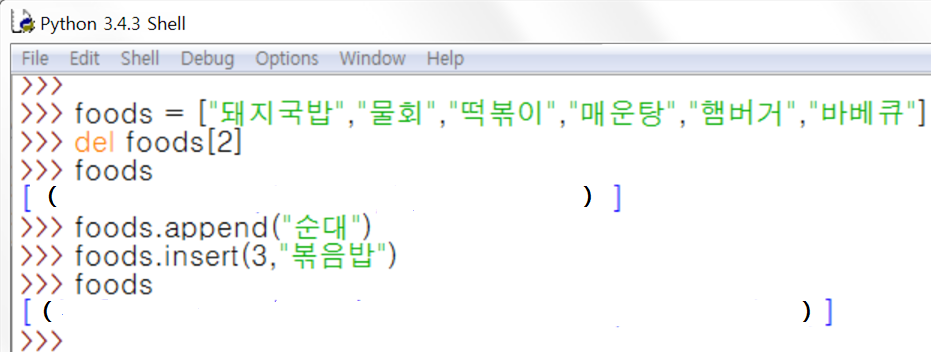 Python 3.4.3 Shell
File Edit Shell Debug Options Window Help
>>>
>>> foods = ["돼지국밥","물회","떡볶이","매운탕","햄버거","바베큐"]
>>> del foods[2]
>>> foods
[ ( ) ]
>>> foods.append("순대")
>>> foods.insert(3,"볶음밥")
>>> foods
[ ( ) ]
>>>